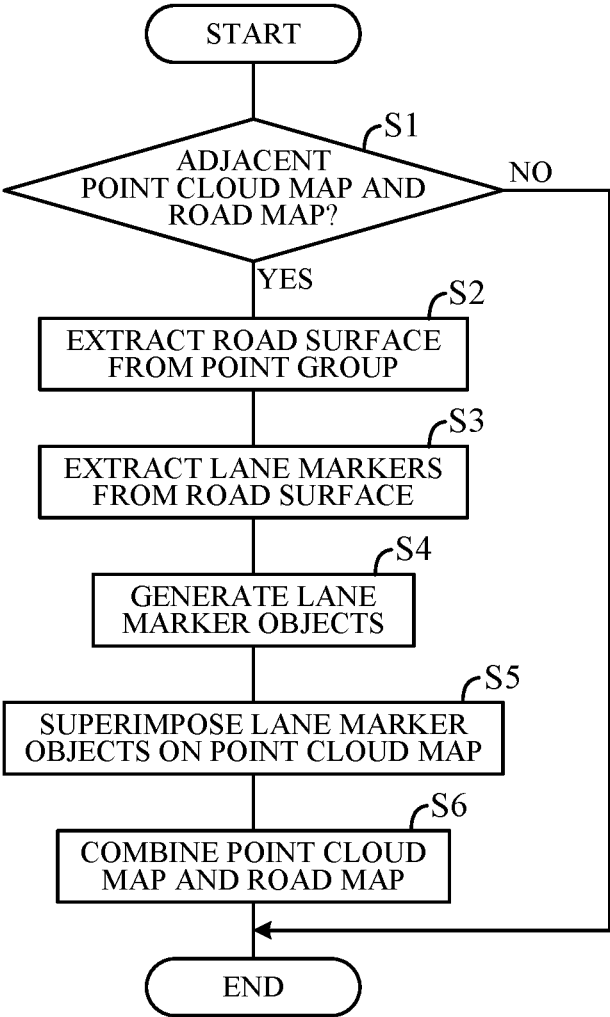 START
S1
ADJACENT
POINT CLOUD MAP AND
ROAD MAP?
NO
YES
S2
EXTRACT ROAD SURFACE
FROM POINT GROUP
S3
EXTRACT LANE MARKERS
FROM ROAD SURFACE
S4
GENERATE LANE
MARKER OBJECTS
S5
SUPERIMPOSE LANE MARKER
OBJECTS ON POINT CLOUD MAP
S6
COMBINE POINT CLOUD
MAP AND ROAD MAP
END